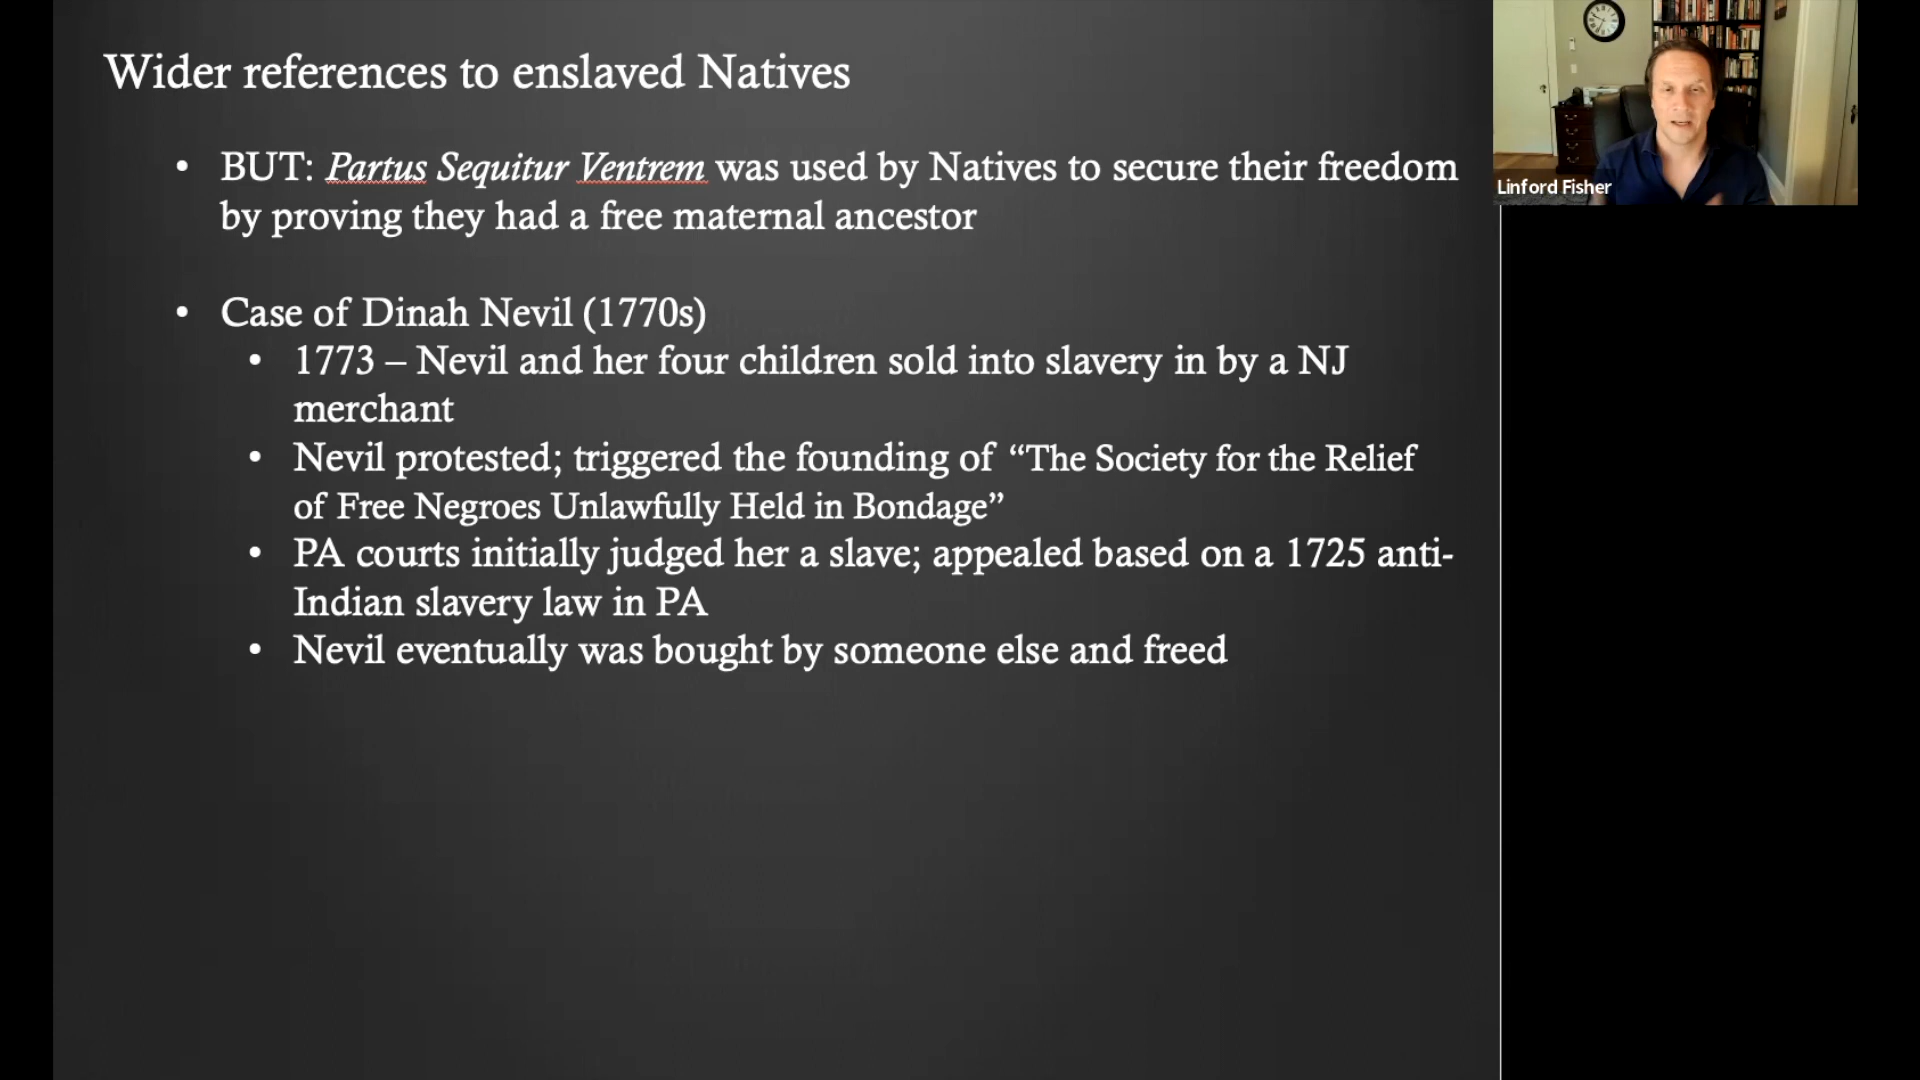 Wider references to enslaved Natives
• BUT: Partus Sequitur Ventrem was used by Natives to secure their freedom
by proving they had a free maternal ancestor
• Case of Dinah Nevil (1770s)
• 1773 – Nevil and her four children sold into slavery in by a NJ
merchant
• Nevil protested; triggered the founding of “The Society for the Relief
of Free Negroes Unlawfully Held in Bondage”
• PA courts initially judged her a slave; appealed based on a 1725 anti-
Indian slavery law in PA
• Nevil eventually was bought by someone else and freed
Linford Fisher